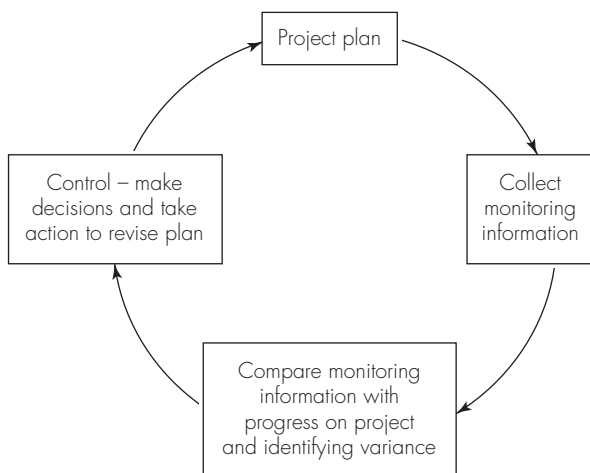 Project plan
Collect
monitoring
information
Compare monitoring
information with
progress on project
and identifying variance
Control – make
decisions and take
action to revise plan